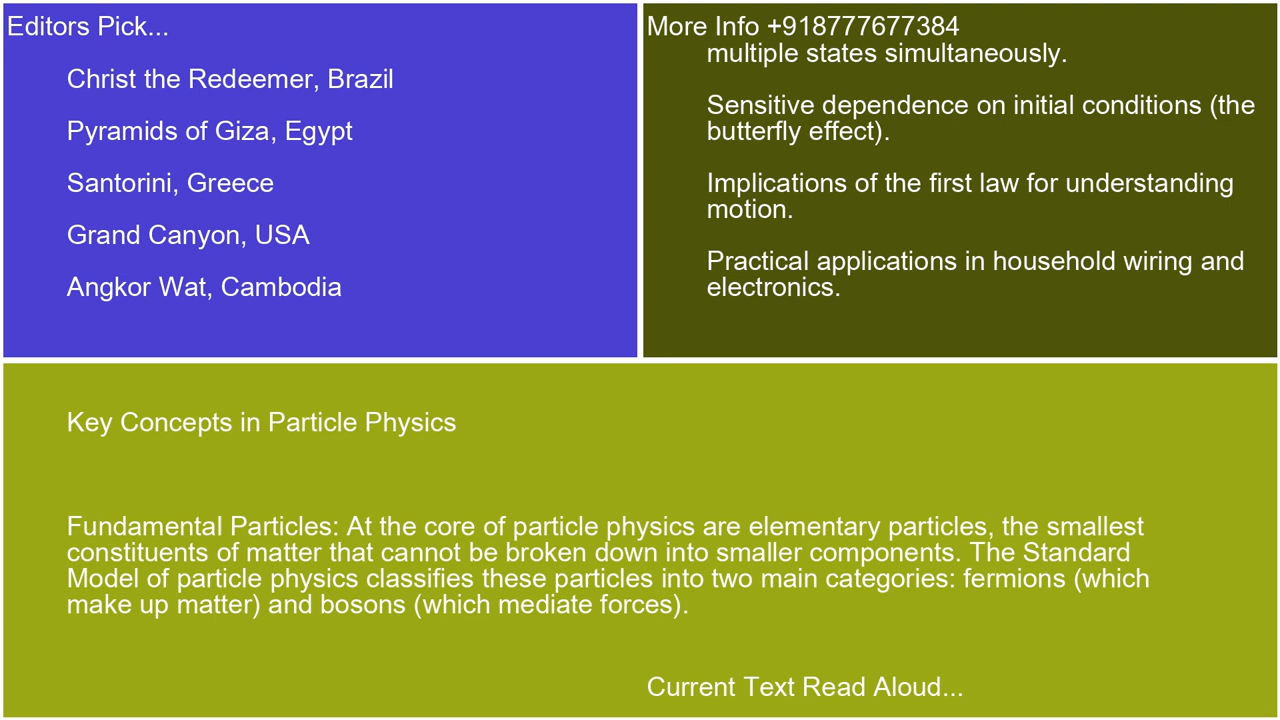 Editors Pick...
Christ the Redeemer, Brazil
Pyramids of Giza, Egypt
Santorini, Greece
Grand Canyon, USA
Angkor Wat, Cambodia
More Info +918777677384
multiple states simultaneously.
Sensitive dependence on initial conditions (the
butterfly effect).
Implications of the first law for understanding
motion.
Practical applications in household wiring and
electronics.
Key Concepts in Particle Physics
Fundamental Particles: At the core of particle physics are elementary particles, the smallest
constituents of matter that cannot be broken down into smaller components. The Standard
Model of particle physics classifies these particles into two main categories: fermions (which
make up matter) and bosons (which mediate forces).
Current Text Read Aloud...